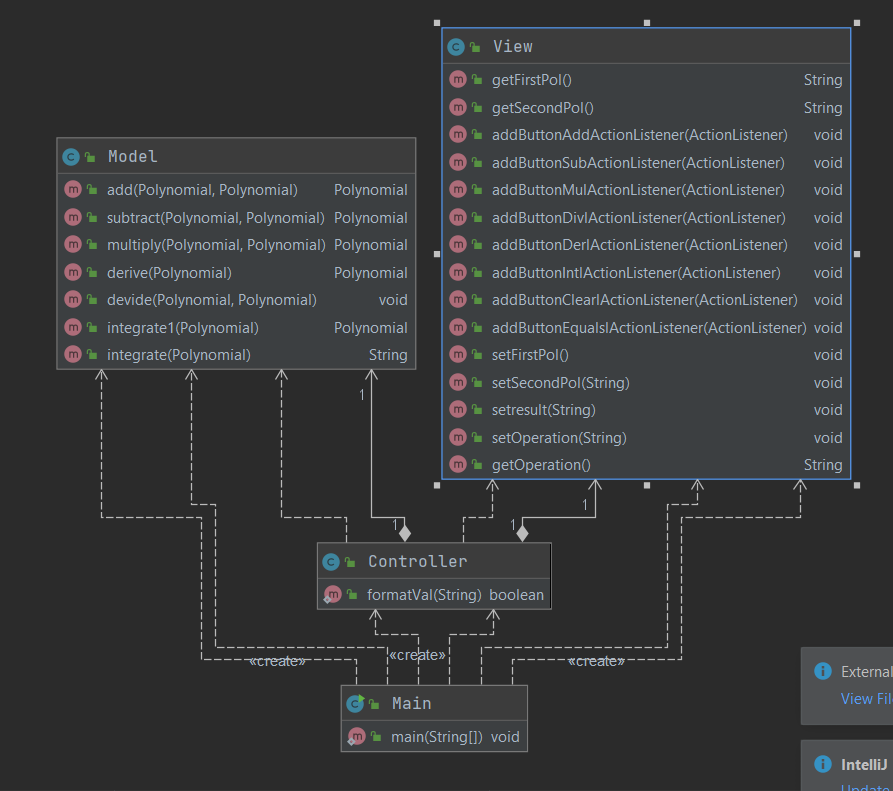 View
getFirstPol() String
getSecondPol() String
addButtonAddActionListener(ActionListener) void
addButtonSubActionListener(ActionListener) void
addButtonMulActionListener(ActionListener) void
addButtonDivlActionListener(ActionListener) void
addButtonDerlActionListener(ActionListener) void
addButtonIntlActionListener(ActionListener) void
addButtonClearlActionListener(ActionListener) void
addButtonEqualslActionListener(ActionListener) void
setFirstPol() void
setSecondPol(String) void
setresult(String) void
setOperation(String) void
getOperation() String
Model
add(Polynomial, Polynomial) Polynomial
subtract(Polynomial, Polynomial) Polynomial
multiply(Polynomial, Polynomial) Polynomial
derive(Polynomial) Polynomial
devide(Polynomial, Polynomial) void
integrate1(Polynomial) Polynomial
integrate(Polynomial) String
1
1
1
1
Controller
formatVal(String) boolean
«create»
«create»
«create»
Main
main(String[]) void
External
View File
IntelliJ
Update